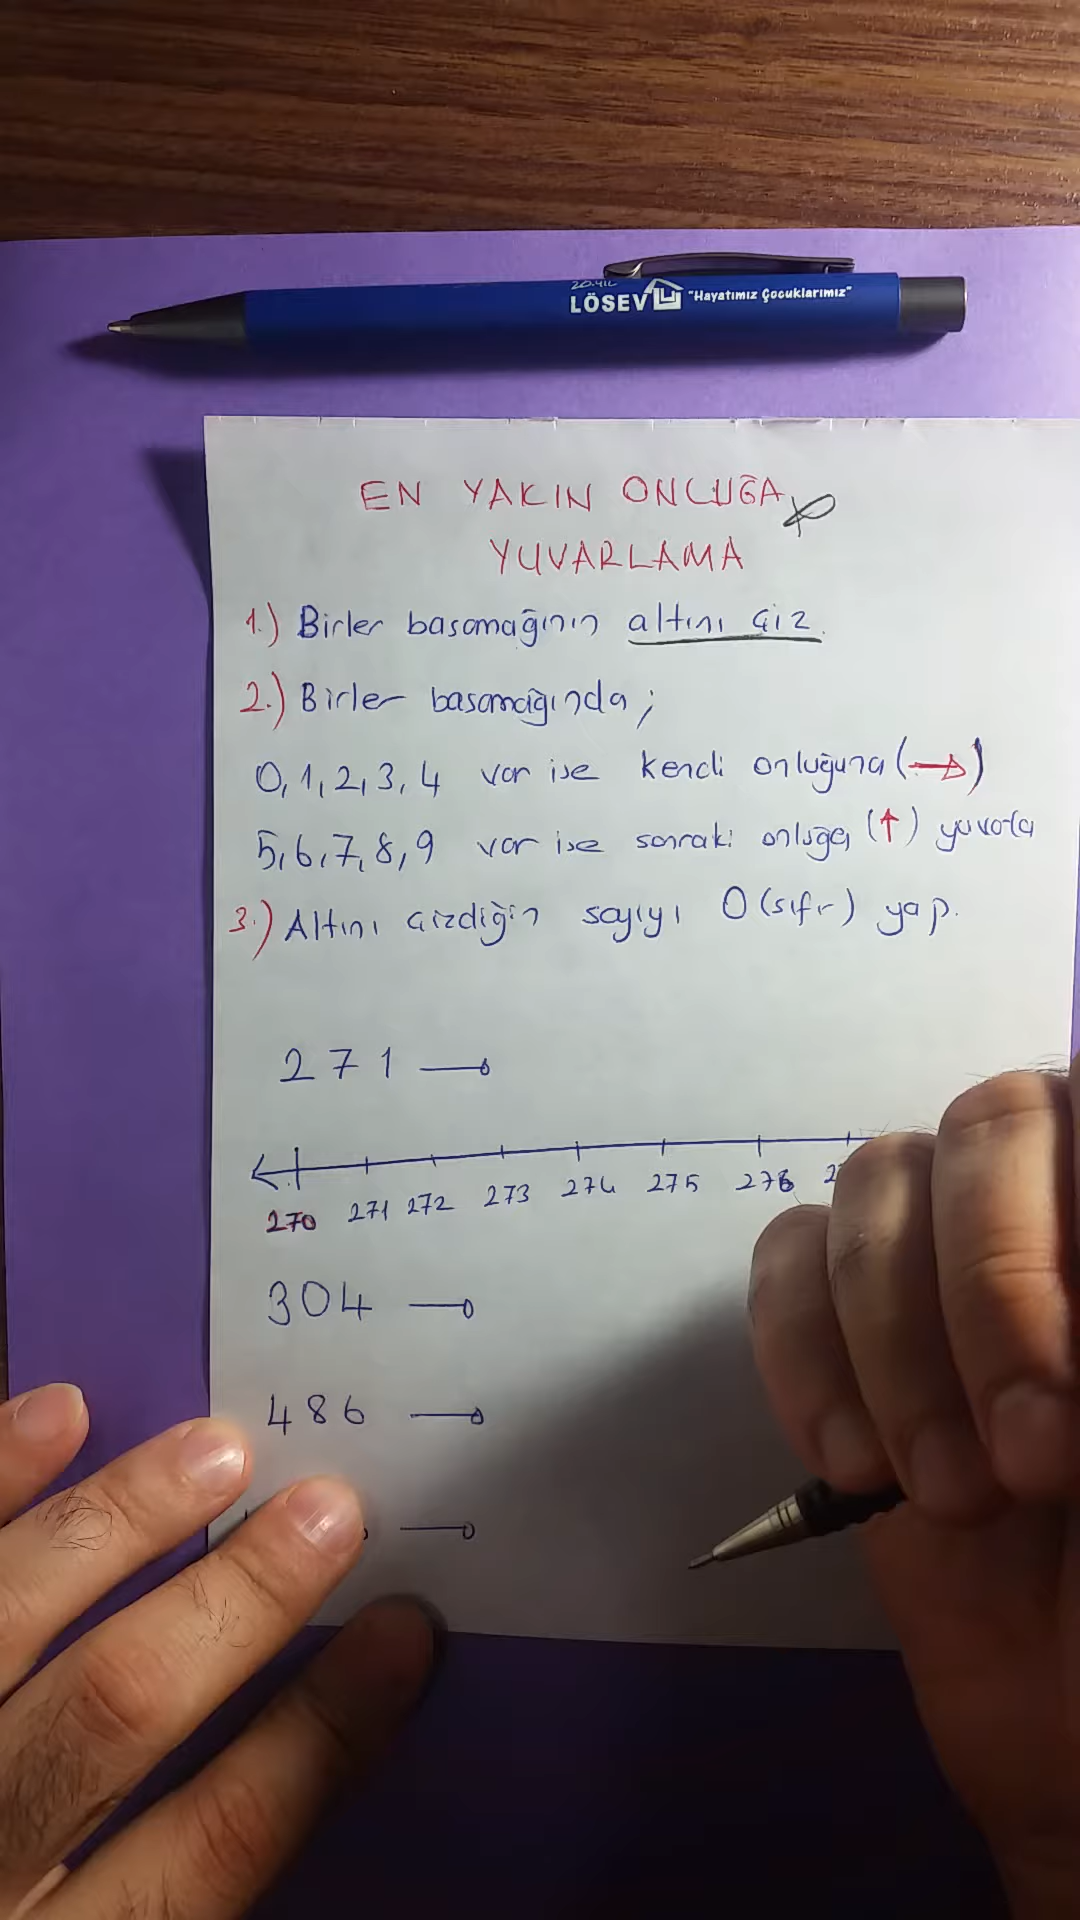 20.YIL
LÖSEV "Hayatımız Çocuklarımız"
EN YAKIN ONLUĞA
YUVARLAMA
1.) Birler basamağının altını çiz.
2.) Birler basamağında;
0, 1, 2, 3, 4 var ise kendi onluğuna (→)
5, 6, 7, 8, 9 var ise sonraki onluğa (↑) yuvarla
3.) Altını çizdiğin sayıyı 0 (sıfır) yap.
271 →
270 271 272 273 274 275 276
304 →
486 →
→